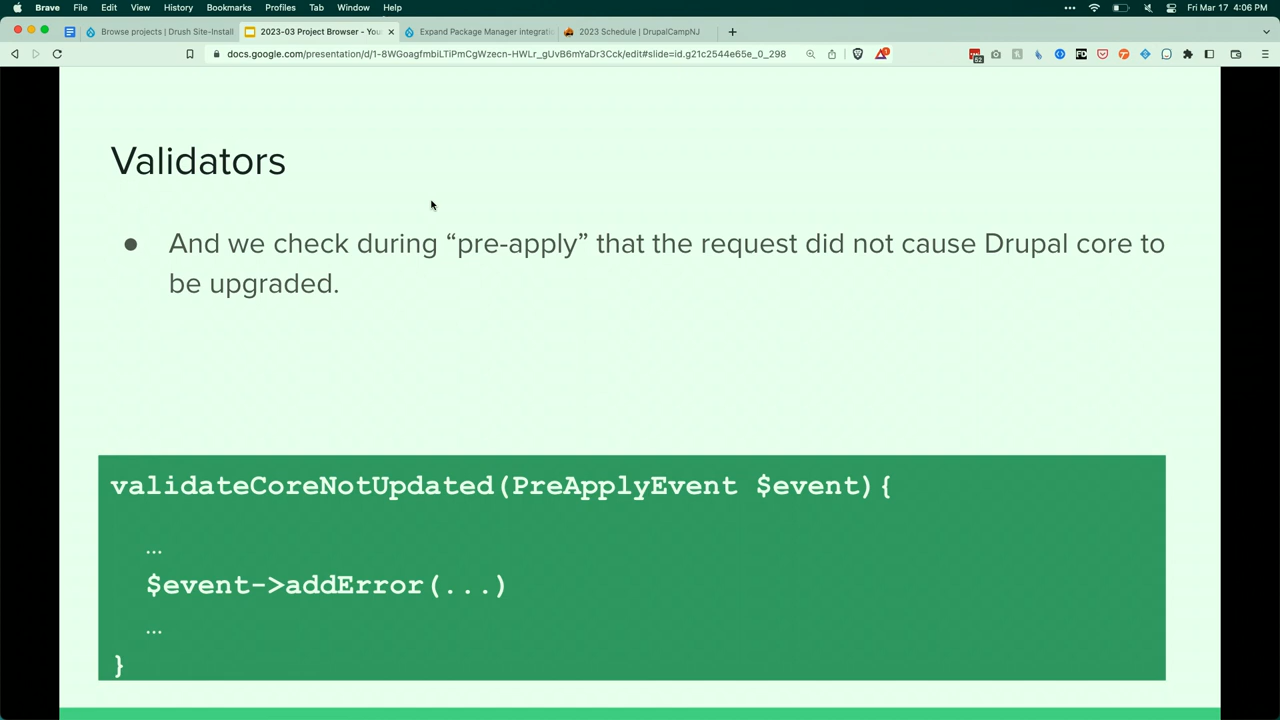 Brave File Edit View History Bookmarks Profiles Tab Window Help Fri Mar 17 4:06 PM
Browse projects | Drush Site-Install 2023-03 Project Browser - You Expand Package Manager integratio 2023 Schedule | DrupalCampNJ
docs.google.com/presentation/d/1-8WGoagfmbiLTiPmCgWzecn-HWLr_gUvB6mYaDr3Cck/edit#slide=id.g21c2544e65e_0_298
Validators
● And we check during “pre-apply” that the request did not cause Drupal core to
be upgraded.
validateCoreNotUpdated(PreApplyEvent $event){
…
$event->addError(...)
…
}